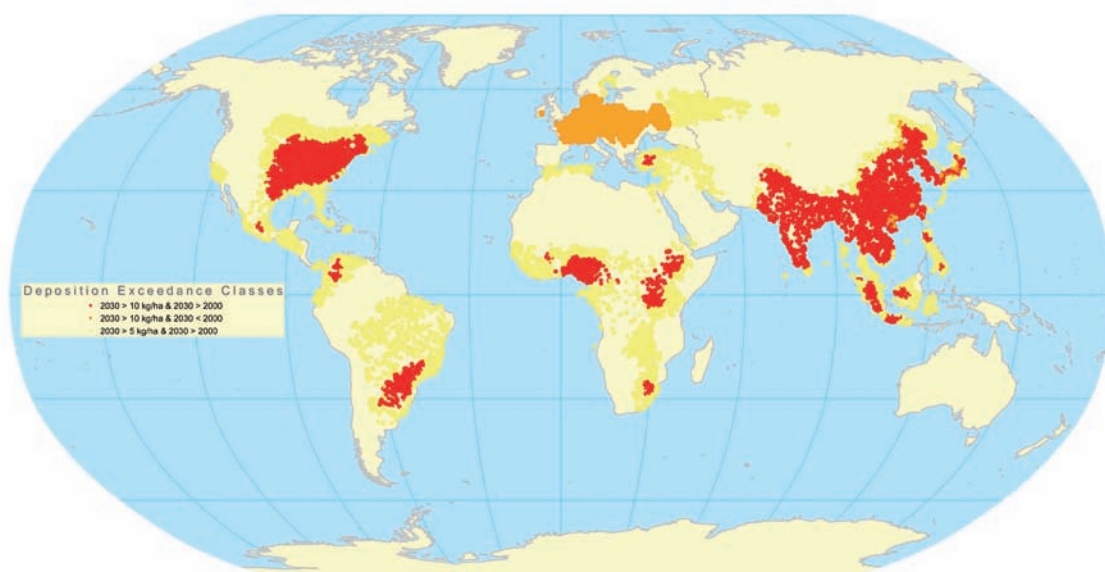 Deposition Exceedance Classes
2030 > 10 kg/ha & 2030 > 2000
2030 > 10 kg/ha & 2030 < 2000
2030 > 5 kg/ha & 2030 > 2000